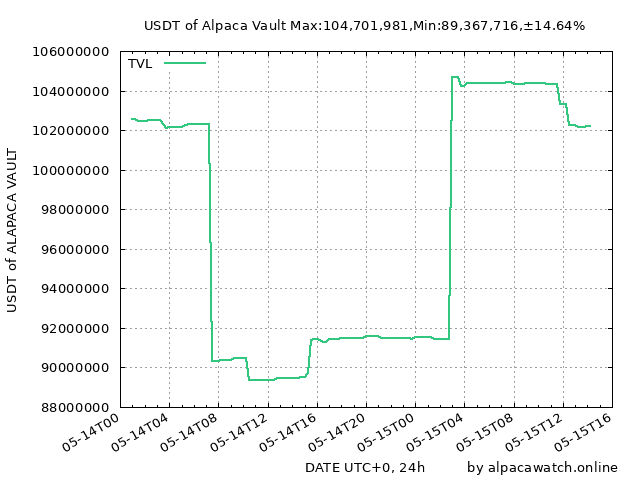 USDT of Alpaca Vault Max:104,701,981,Min:89,367,716,±14.64%
TVL
106000000
104000000
102000000
100000000
98000000
96000000
94000000
92000000
90000000
88000000
USDT of ALAPACA VAULT
05-14T00
05-14T04
05-14T08
05-14T12
05-14T16
05-14T20
05-15T00
05-15T04
05-15T08
05-15T12
05-15T16
DATE UTC+0, 24h
by alpacawatch.online